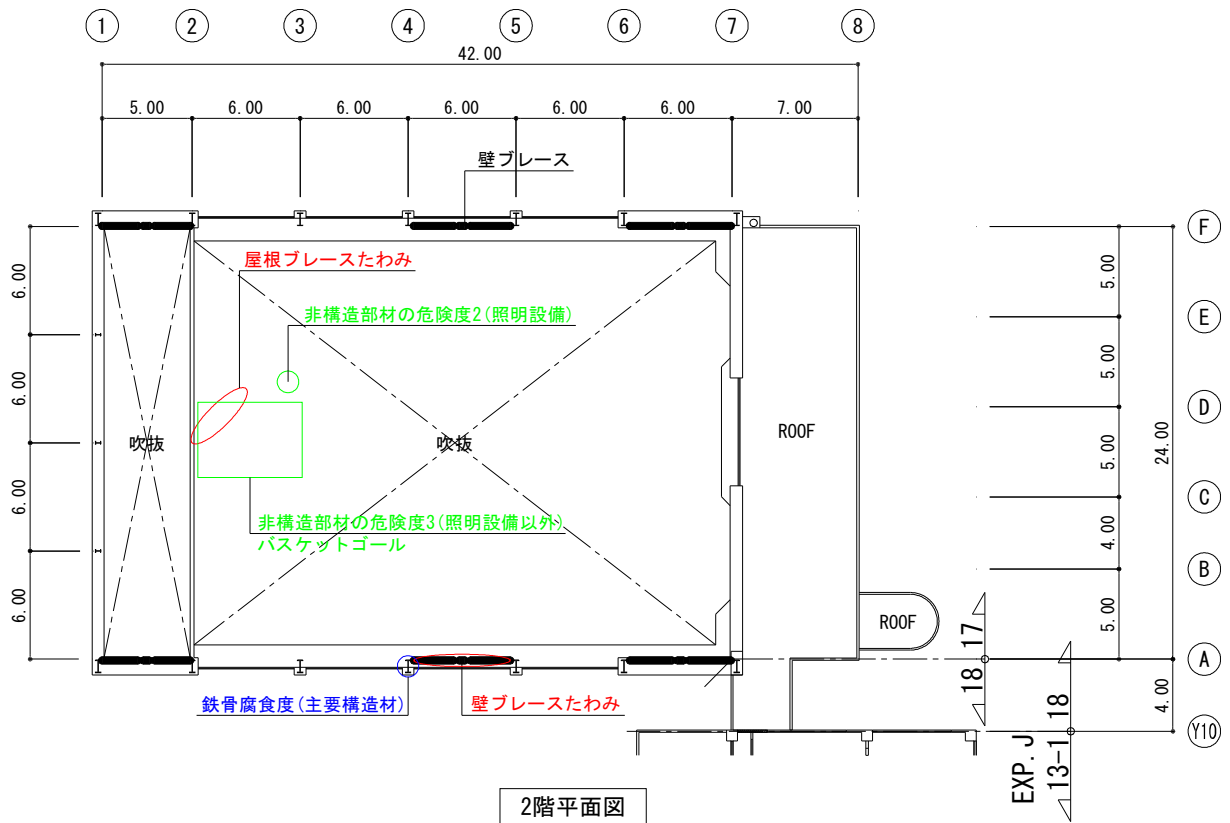 1 2 3 4 5 6 7 8
42.00
5.00 6.00 6.00 6.00 6.00 6.00 7.00
壁ブレース
F
屋根ブレースたわみ
6.00
5.00
非構造部材の危険度2(照明設備)
E
6.00
5.00
D
吹抜
吹抜
ROOF
5.00
24.00
非構造部材の危険度3(照明設備以外)
バスケットゴール
C
6.00
4.00
B
6.00
ROOF
5.00
17
18
A
鉄骨腐食度(主要構造材)
壁ブレースたわみ
18
4.00
Y10
EXP.J
13-1
2階平面図